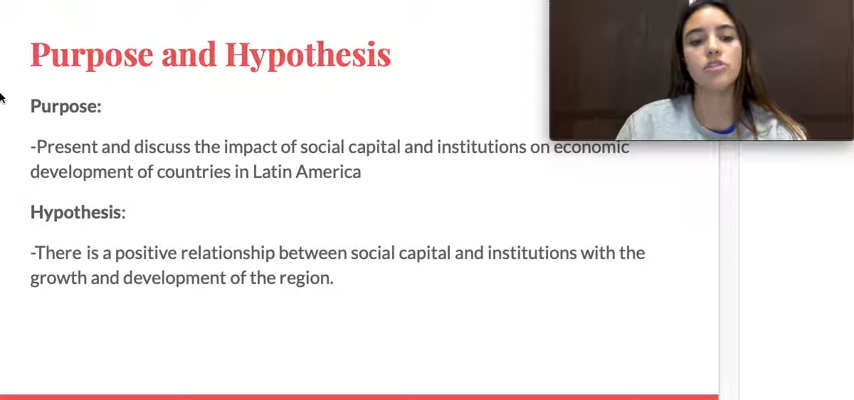 Purpose and Hypothesis
Purpose:
-Present and discuss the impact of social capital and institutions on economic
development of countries in Latin America
Hypothesis:
-There is a positive relationship between social capital and institutions with the
growth and development of the region.